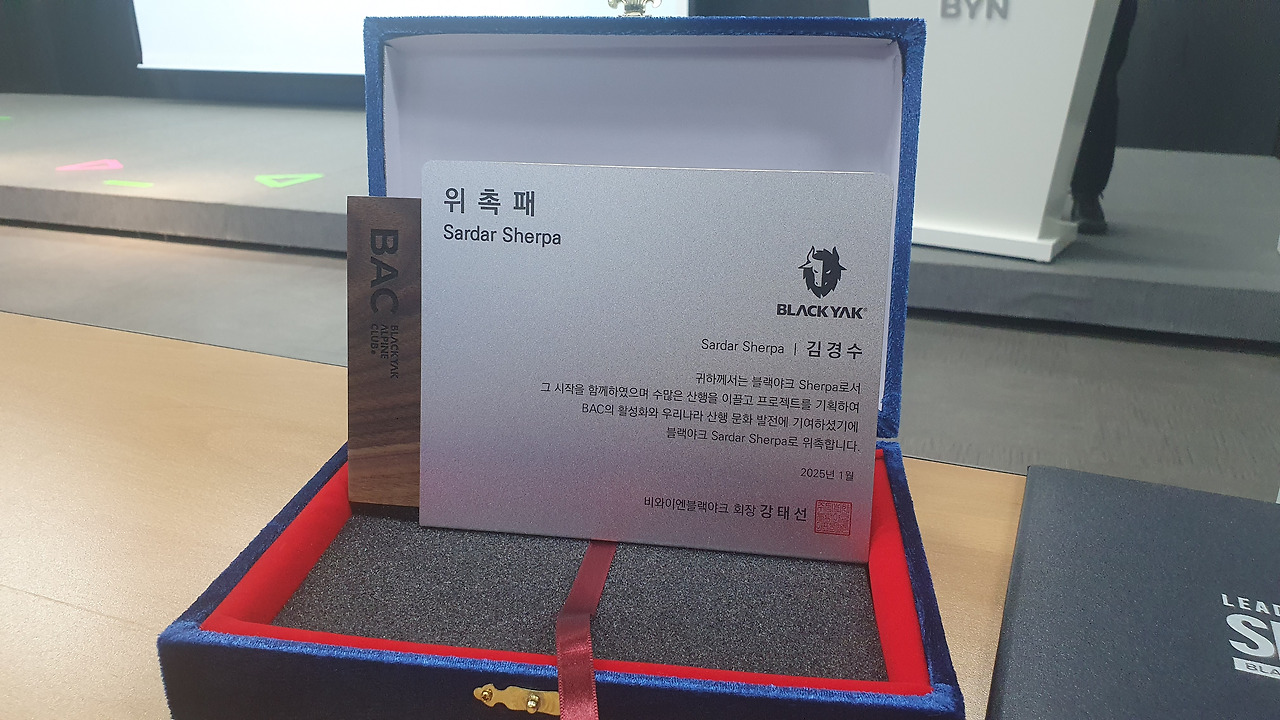 BYN
위촉패
Sardar Sherpa
BAC
BLACKYAK
ALPINE
CLUB®
BLACKYAK®
Sardar Sherpa | 김경수
귀하께서는 블랙야크 Sherpa로서
그 시작을 함께하였으며 수많은 산행을 이끌고 프로젝트를 기획하여
BAC의 활성화와 우리나라 산행 문화 발전에 기여하셨기에
블랙야크 Sardar Sherpa로 위촉합니다.
2025년 1월
비와이엔블랙야크 회장 강태선
LEAD